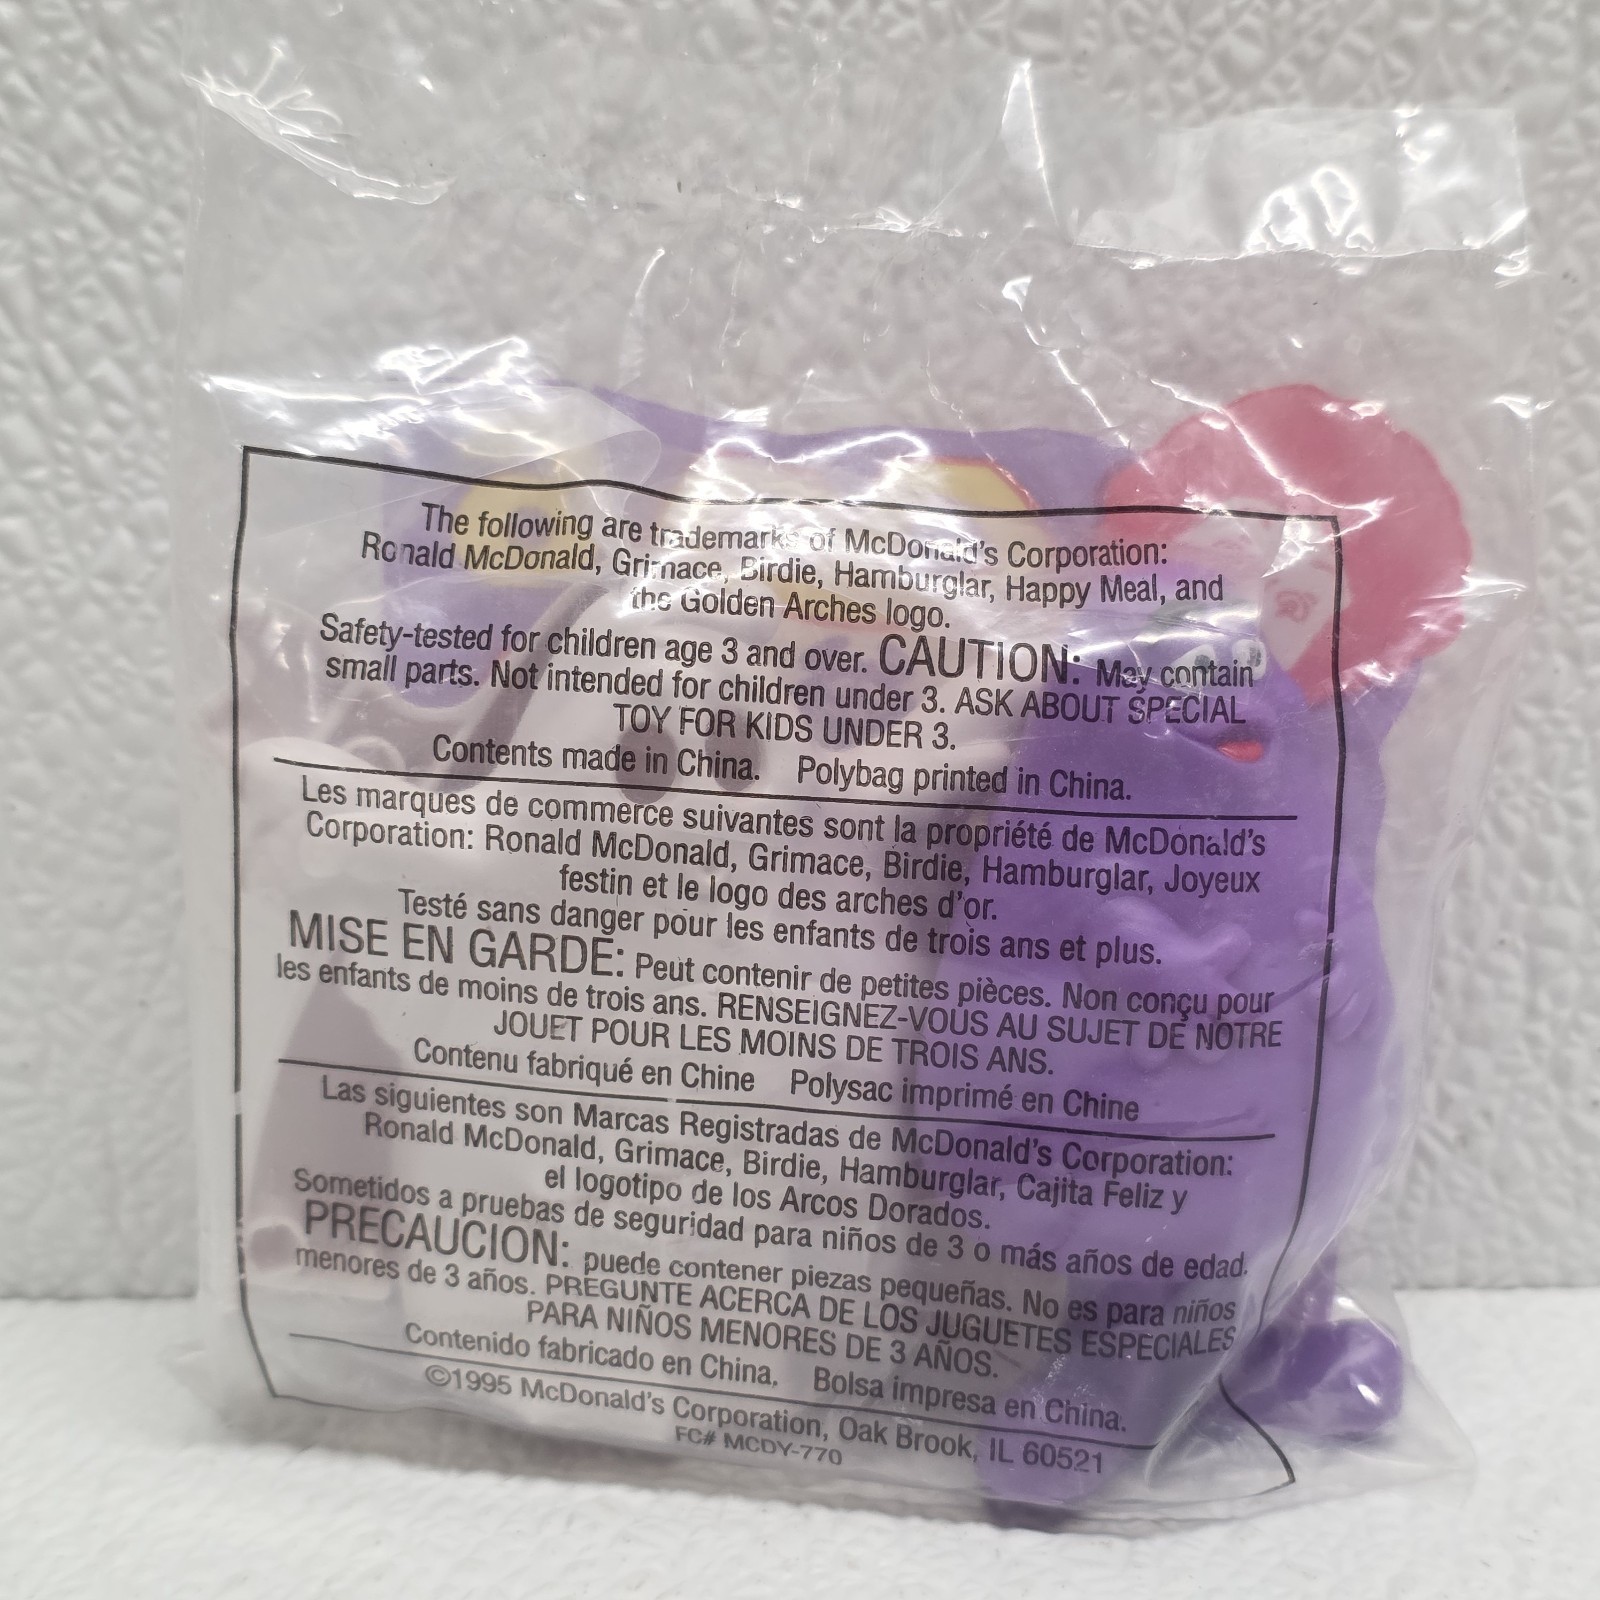 The following are trademarks of McDonald's Corporation:
Ronald McDonald, Grimace, Birdie, Hamburglar, Happy Meal, and
the Golden Arches logo.
Safety-tested for children age 3 and over. CAUTION: May contain
small parts. Not intended for children under 3. ASK ABOUT SPECIAL
TOY FOR KIDS UNDER 3.
Contents made in China. Polybag printed in China.
Les marques de commerce suivantes sont la propriété de McDonald's
Corporation: Ronald McDonald, Grimace, Birdie, Hamburglar, Joyeux
festin et le logo des arches d'or.
Testé sans danger pour les enfants de trois ans et plus.
MISE EN GARDE: Peut contenir de petites pièces. Non conçu pour
les enfants de moins de trois ans. RENSEIGNEZ-VOUS AU SUJET DE NOTRE
JOUET POUR LES MOINS DE TROIS ANS.
Contenu fabriqué en Chine Polysac imprimé en Chine
Las siguientes son Marcas Registradas de McDonald's Corporation:
Ronald McDonald, Grimace, Birdie, Hamburglar, Cajita Feliz y
el logotipo de los Arcos Dorados.
Sometidos a pruebas de seguridad para niños de 3 o más años de edad.
PRECAUCION: puede contener piezas pequeñas. No es para niños
menores de 3 años. PREGUNTE ACERCA DE LOS JUGUETES ESPECIALES
PARA NIÑOS MENORES DE 3 AÑOS.
Contenido fabricado en China. Bolsa impresa en China.
©1995 McDonald's Corporation, Oak Brook, IL 60521
FC# MCDY-770